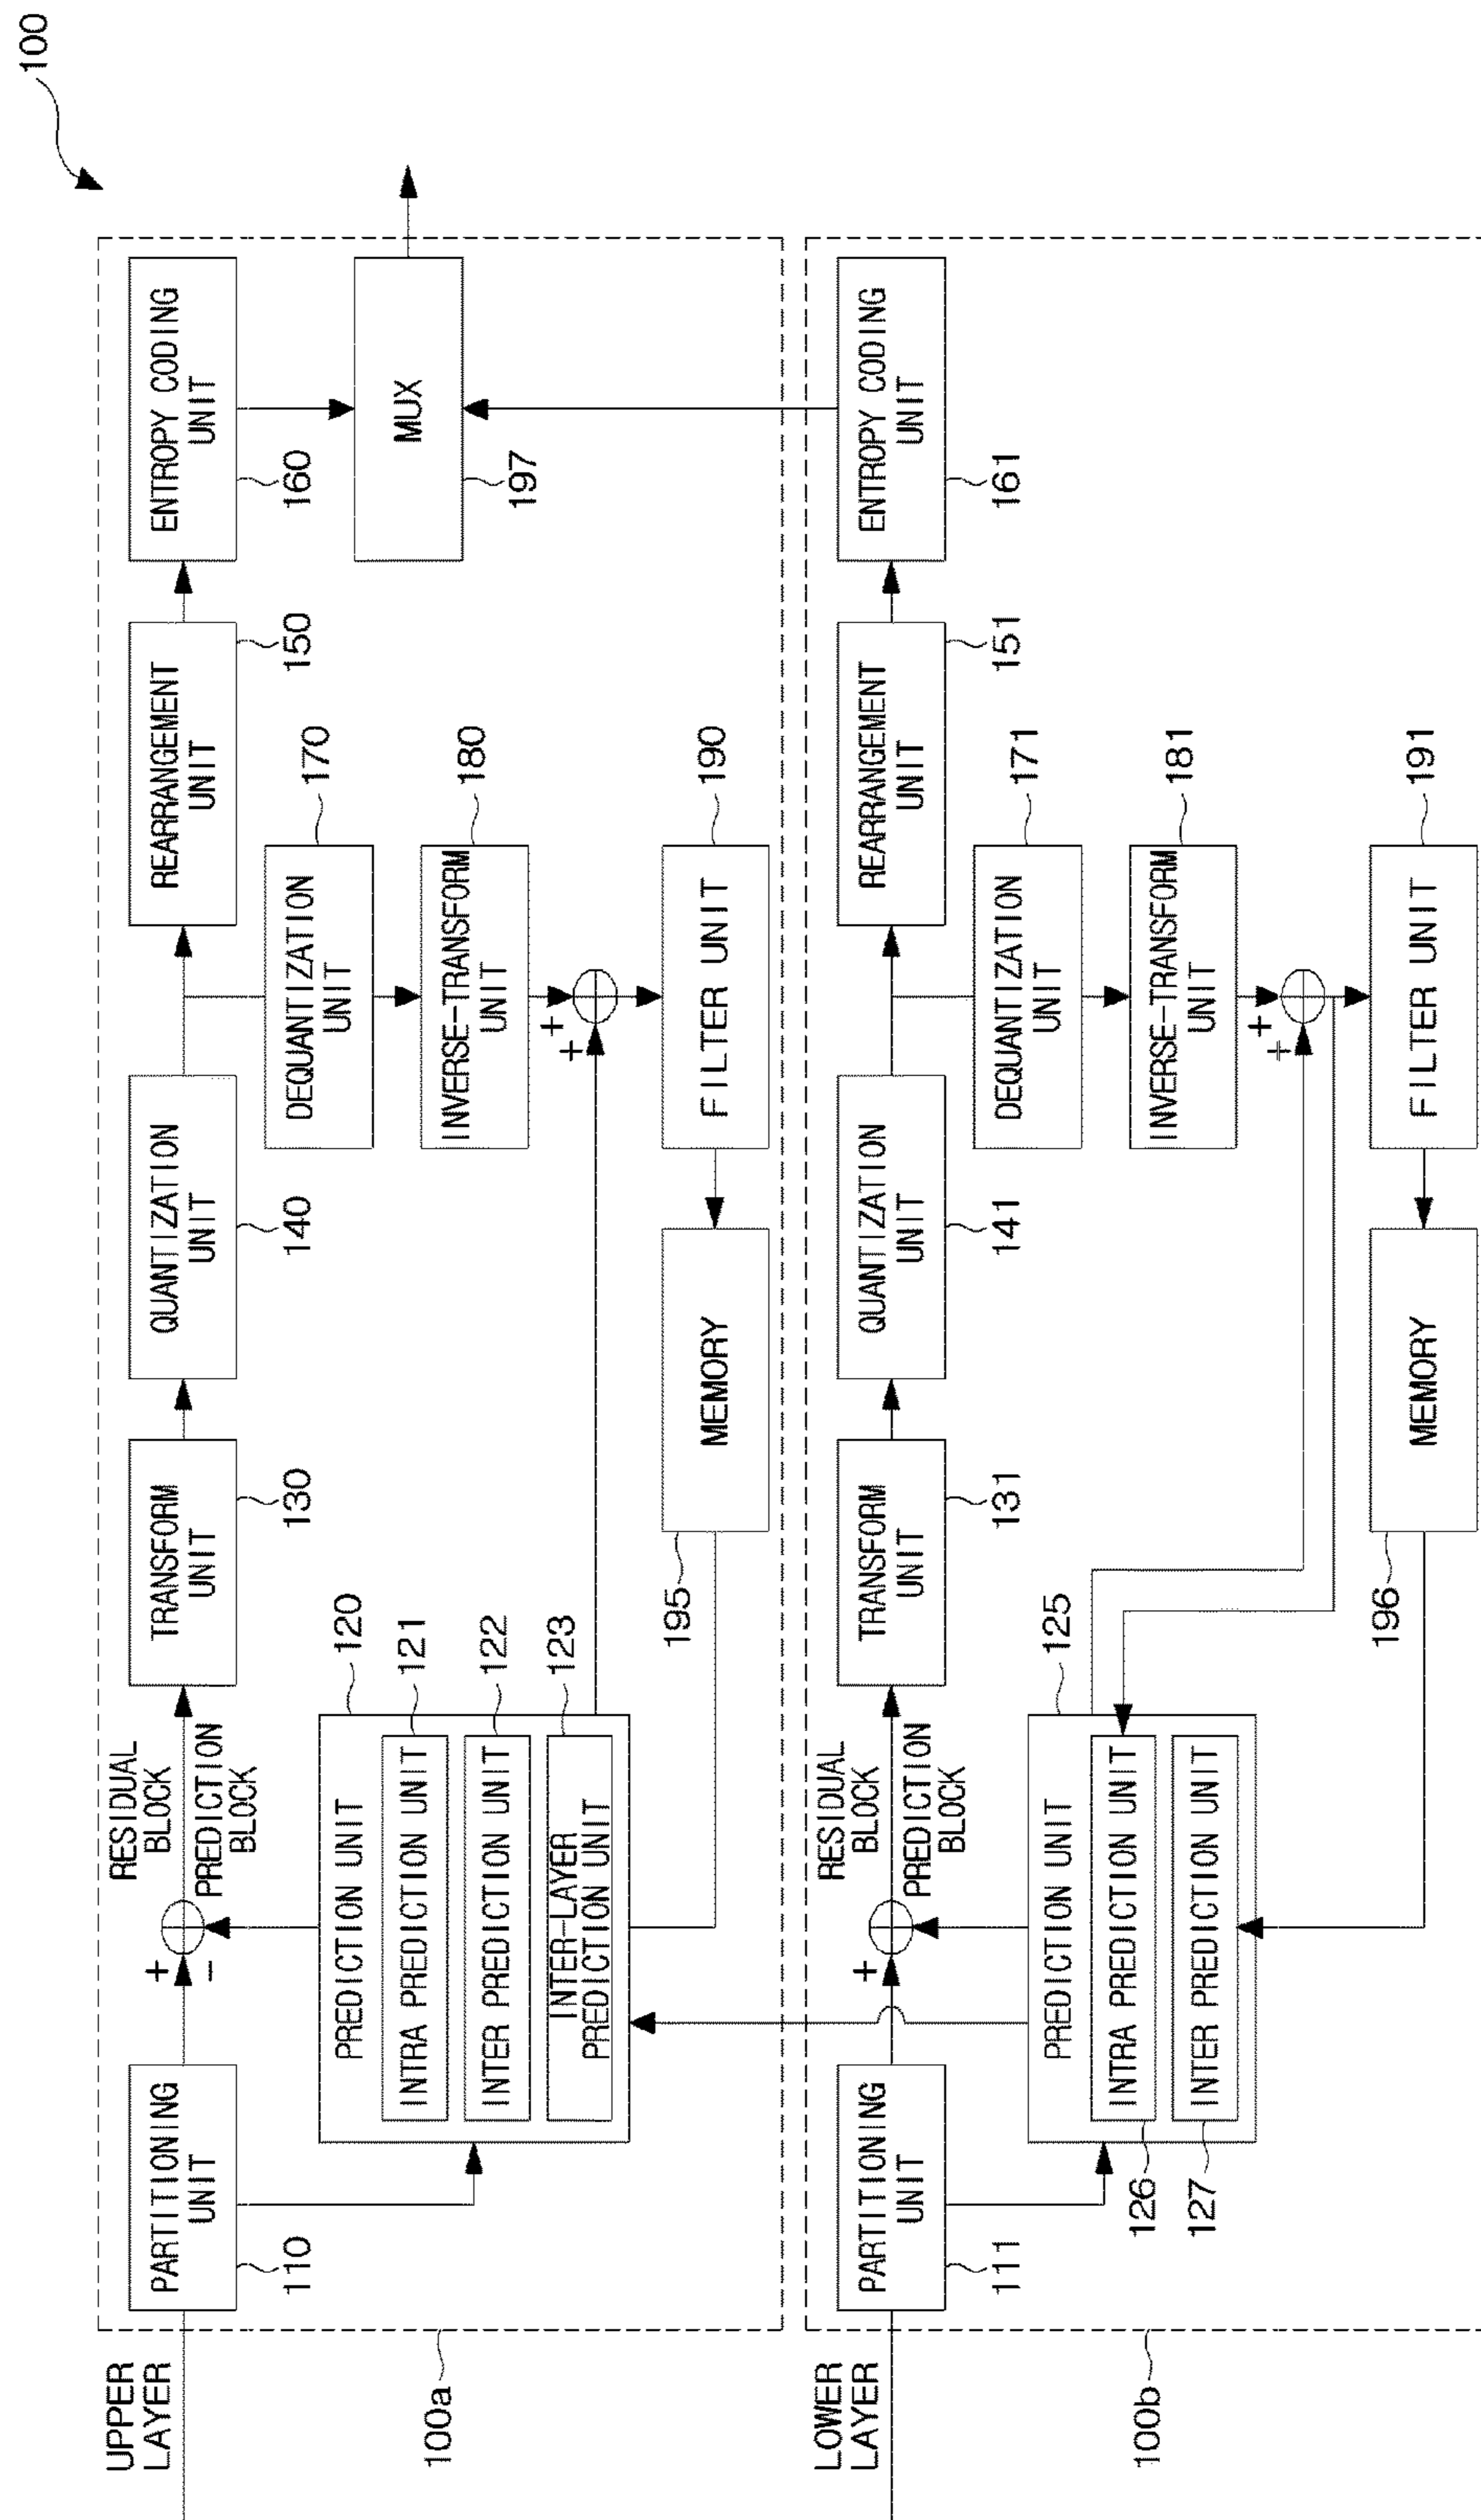 100
UPPER
LAYER
100a
PARTITIONING
UNIT
110
+
-
RESIDUAL
BLOCK
PREDICTION
BLOCK
TRANSFORM
UNIT
130
QUANTIZATION
UNIT
140
REARRANGEMENT
UNIT
150
ENTROPY CODING
UNIT
160
MUX
197
DEQUANTIZATION
UNIT
170
INVERSE-TRANSFORM
UNIT
180
+
+
FILTER UNIT
190
MEMORY
195
PREDICTION UNIT
120
INTRA PREDICTION UNIT
121
INTER PREDICTION UNIT
122
INTER-LAYER
PREDICTION UNIT
123
LOWER
LAYER
100b
PARTITIONING
UNIT
111
+
RESIDUAL
BLOCK
PREDICTION
BLOCK
TRANSFORM
UNIT
131
QUANTIZATION
UNIT
141
REARRANGEMENT
UNIT
151
ENTROPY CODING
UNIT
161
DEQUANTIZATION
UNIT
171
INVERSE-TRANSFORM
UNIT
181
+
+
FILTER UNIT
191
MEMORY
196
PREDICTION UNIT
125
INTRA PREDICTION UNIT
126
INTER PREDICTION UNIT
127